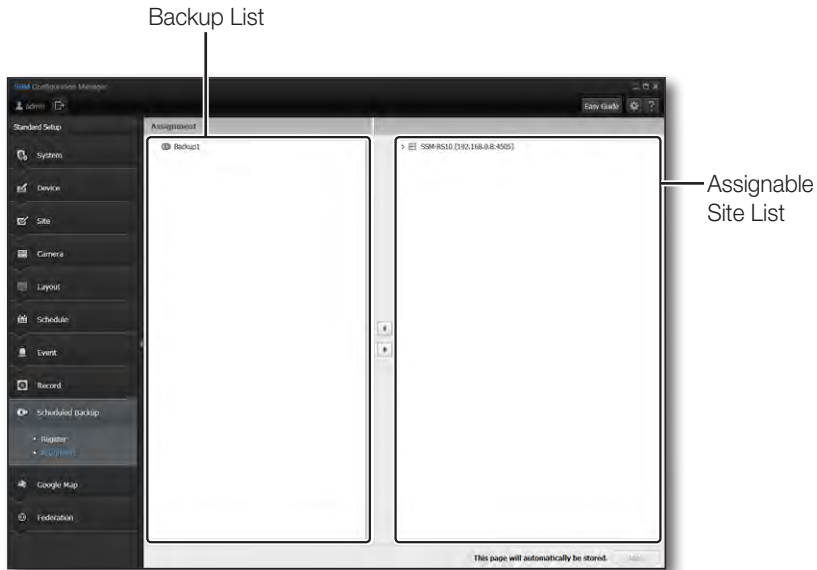 Backup List
SSM Configuration Manager
admin
Easy Guide
?
Standard Setup
Assignment
System
Backup1
SSM-RS10 [192.168.0.8:4505]
Device
Assignable
Site List
Site
Camera
Layout
Schedule
Event
Record
Scheduled Backup
Register
Assignment
Google Map
Federation
This page will automatically be stored.